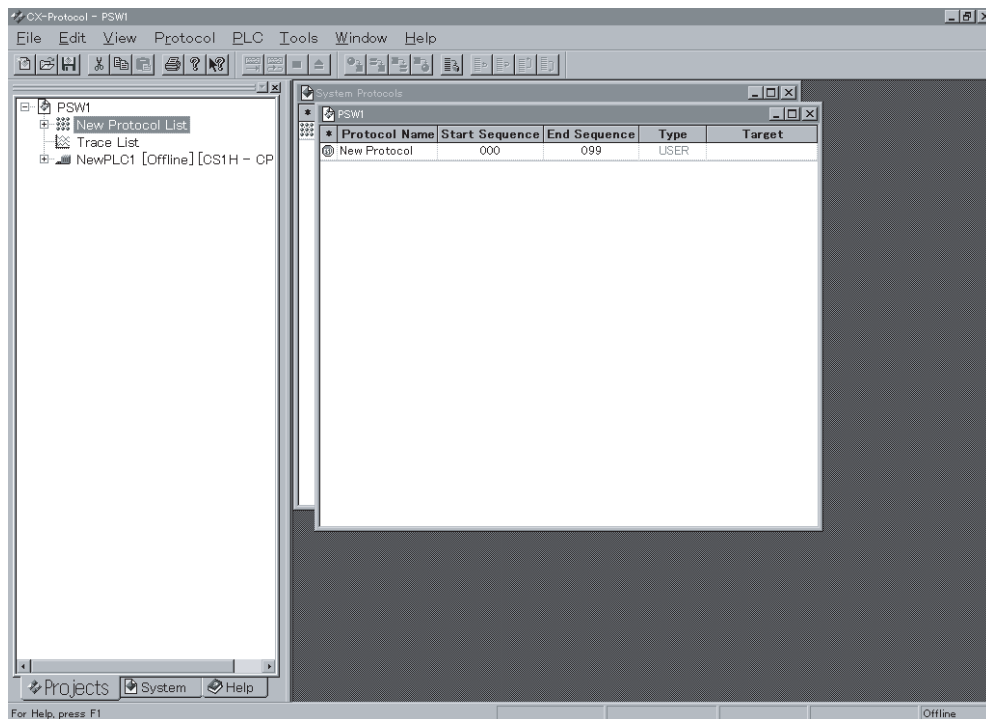 CX-Protocol - PSW1
File Edit View Protocol PLC Tools Window Help
PSW1
New Protocol List
Trace List
NewPLC1 [Offline] [CS1H - CP
System Protocols
PSW1
* Protocol Name Start Sequence End Sequence Type Target
New Protocol 000 099 USER
Projects System Help
For Help, press F1
Offline